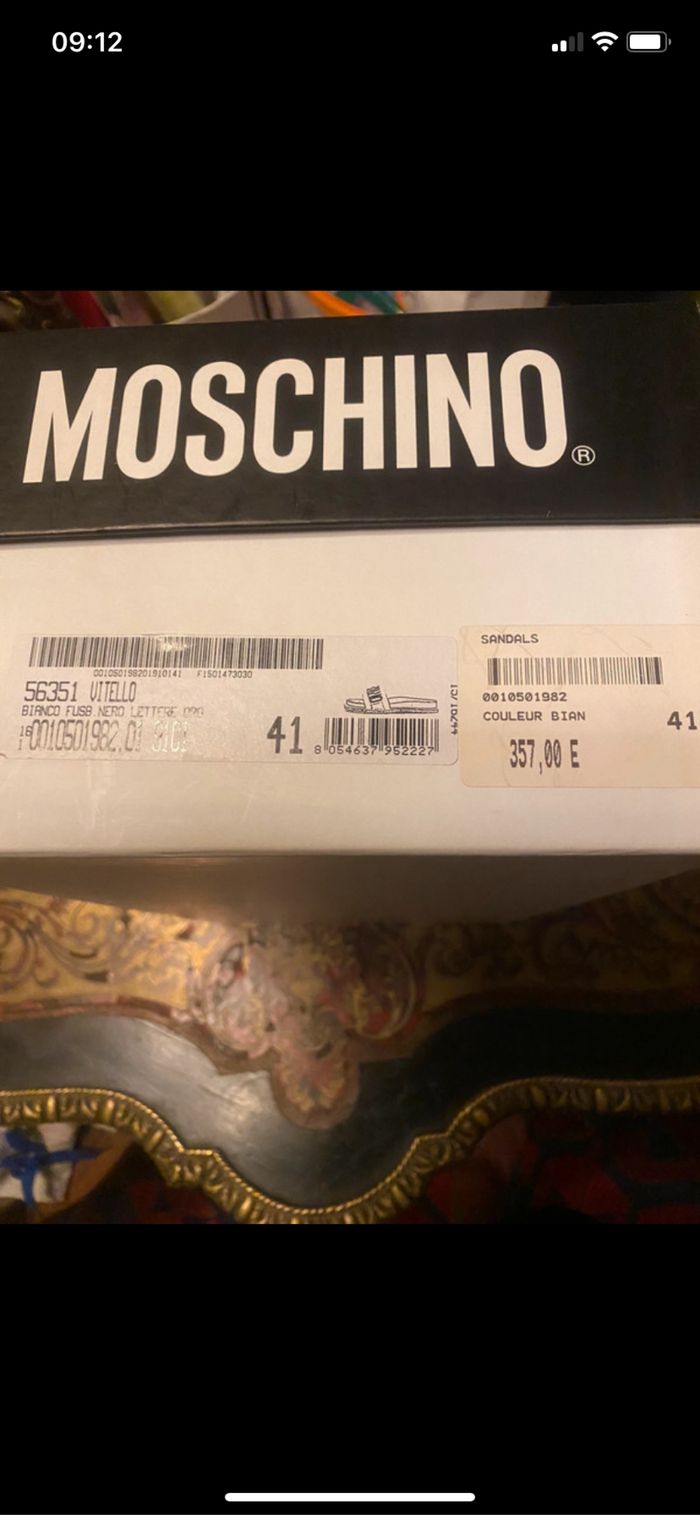 09:12
MOSCHINO®
001050198201910141 F1501473030
56351 VITELLO
BIANCO FUSB.NERO LETTERE ORO
0010501982.01
41
8 054637 952227
SANDALS
0010501982
COULEUR BIAN
41
357,00 E